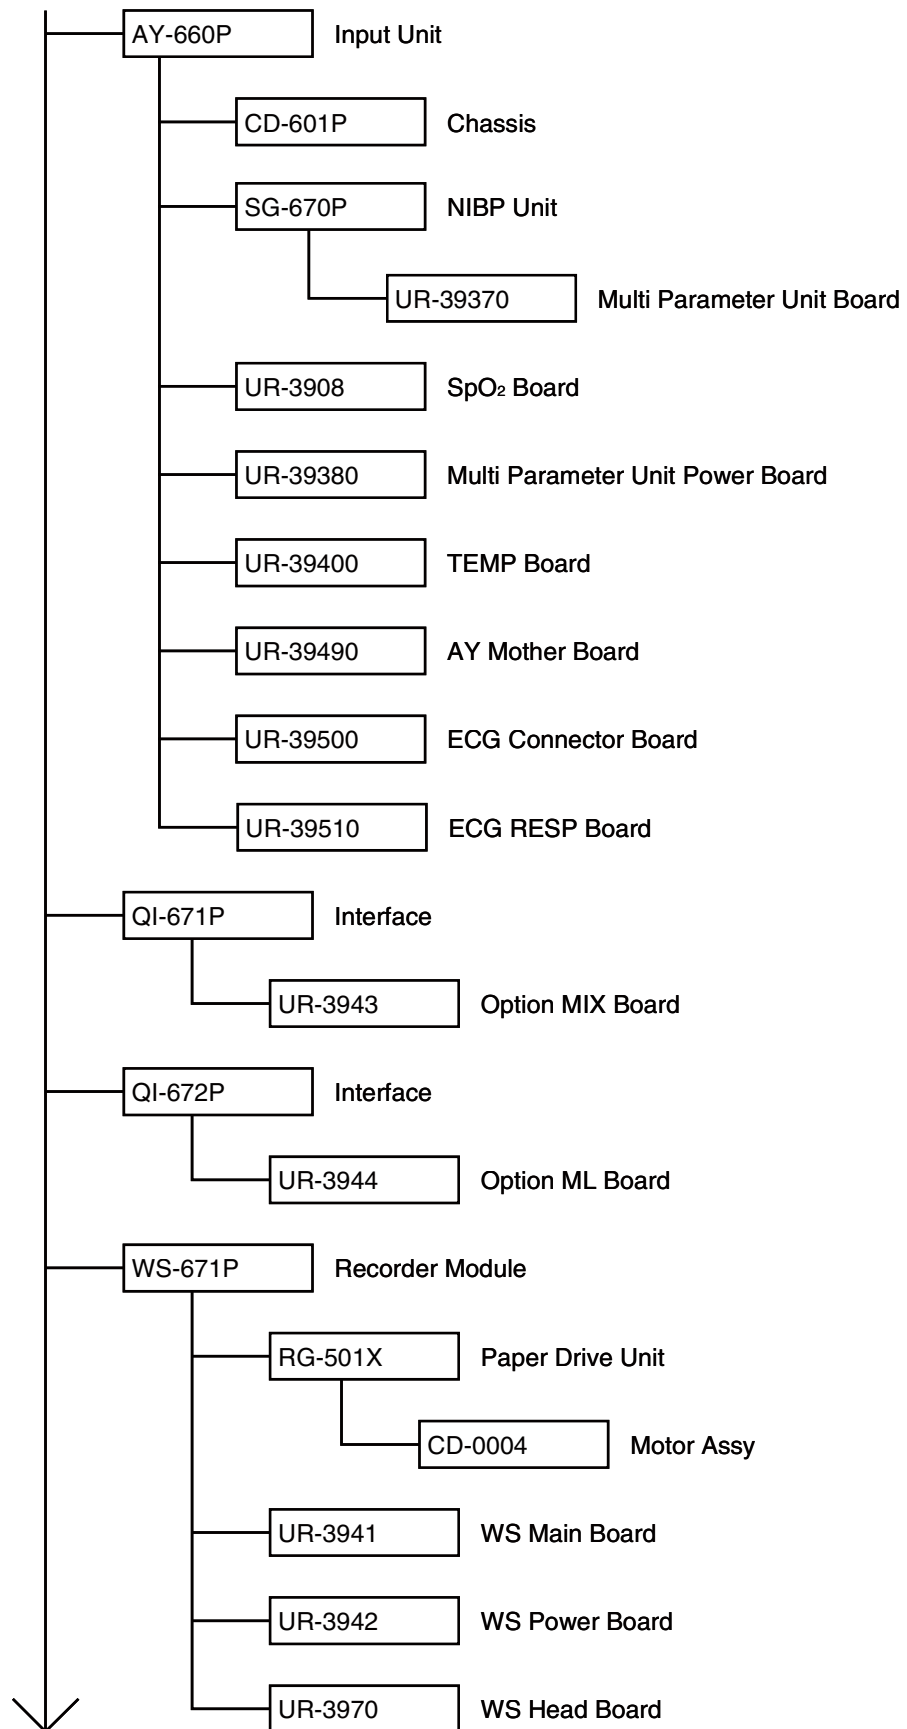 AY-660P Input Unit
CD-601P Chassis
SG-670P NIBP Unit
UR-39370 Multi Parameter Unit Board
UR-3908 SpO₂ Board
UR-39380 Multi Parameter Unit Power Board
UR-39400 TEMP Board
UR-39490 AY Mother Board
UR-39500 ECG Connector Board
UR-39510 ECG RESP Board
QI-671P Interface
UR-3943 Option MIX Board
QI-672P Interface
UR-3944 Option ML Board
WS-671P Recorder Module
RG-501X Paper Drive Unit
CD-0004 Motor Assy
UR-3941 WS Main Board
UR-3942 WS Power Board
UR-3970 WS Head Board